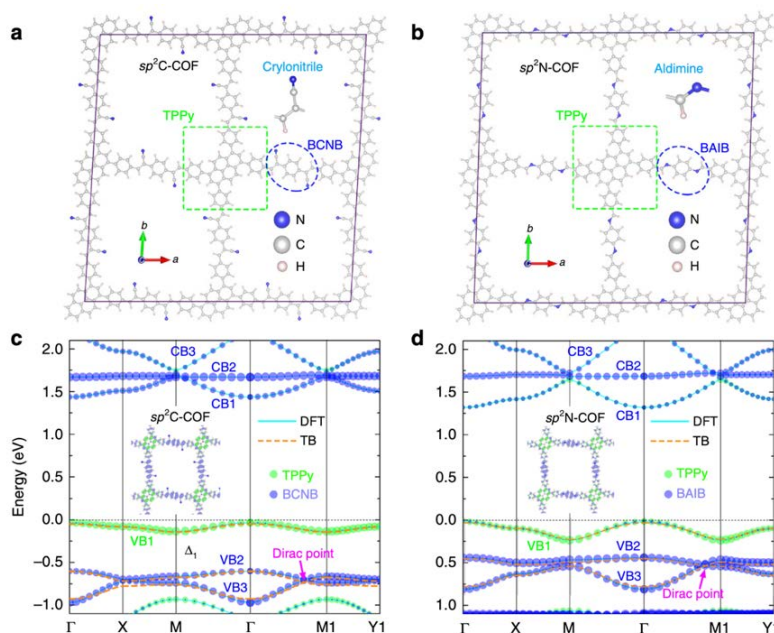 a
sp²C-COF
Crylonitrile
TPPy
BCNB
N
C
H
b
a
b
sp²N-COF
Aldimine
TPPy
BAIB
N
C
H
b
a
c
Energy (eV)
2.0
1.5
1.0
0.5
0.0
−0.5
−1.0
CB3
CB2
CB1
sp²C-COF
DFT
TB
TPPy
BCNB
VB1
Δ₁
VB2
Dirac point
VB3
Γ X M Γ M1 Y1
d
2.0
1.5
1.0
0.5
0.0
0.5
1.0
CB3
CB2
CB1
sp²N-COF
DFT
TB
TPPy
BAIB
VB1
VB2
VB3
Dirac point
Γ X M Γ M1 Y1